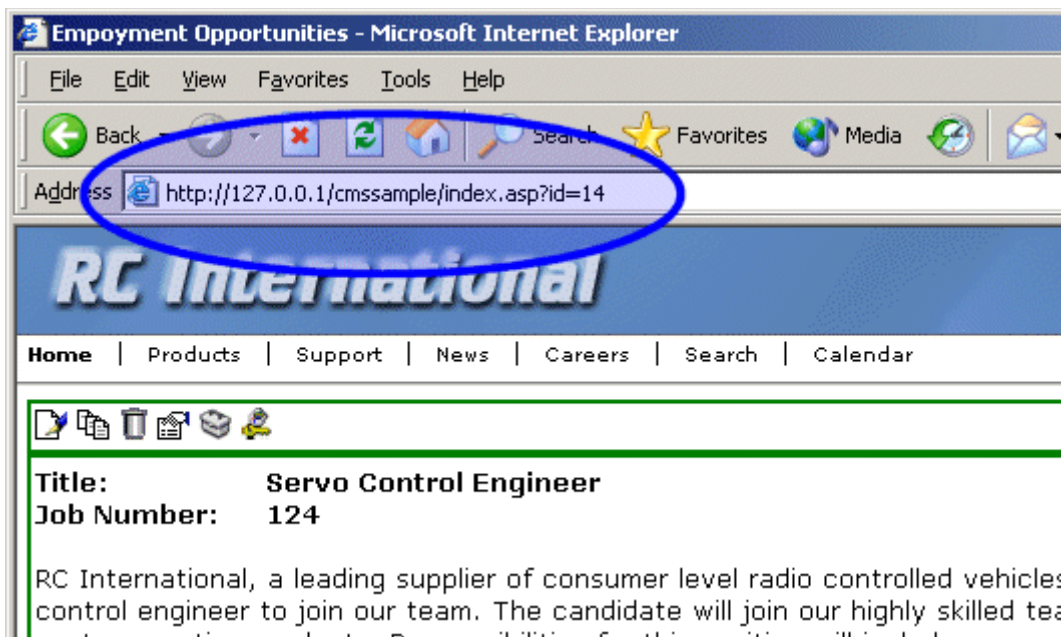 Empoyment Opportunities - Microsoft Internet Explorer
File Edit View Favorites Tools Help
Back Search Favorites Media
Address http://127.0.0.1/cmssample/index.asp?id=14
RC International
Home | Products | Support | News | Careers | Search | Calendar
Title: Servo Control Engineer
Job Number: 124
RC International, a leading supplier of consumer level radio controlled vehicles
control engineer to join our team. The candidate will join our highly skilled